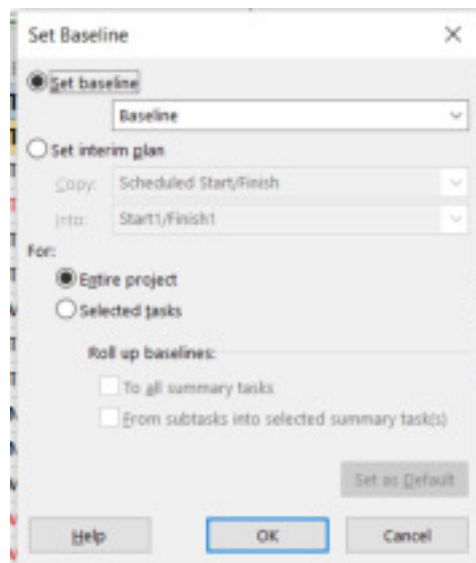 Set Baseline
Set baseline
Baseline
Set interim plan
Copy: Scheduled Start/Finish
Into: Start1/Finish1
For:
Entire project
Selected tasks
Roll up baselines:
To all summary tasks
From subtasks into selected summary task(s)
Set as Default
Help OK Cancel